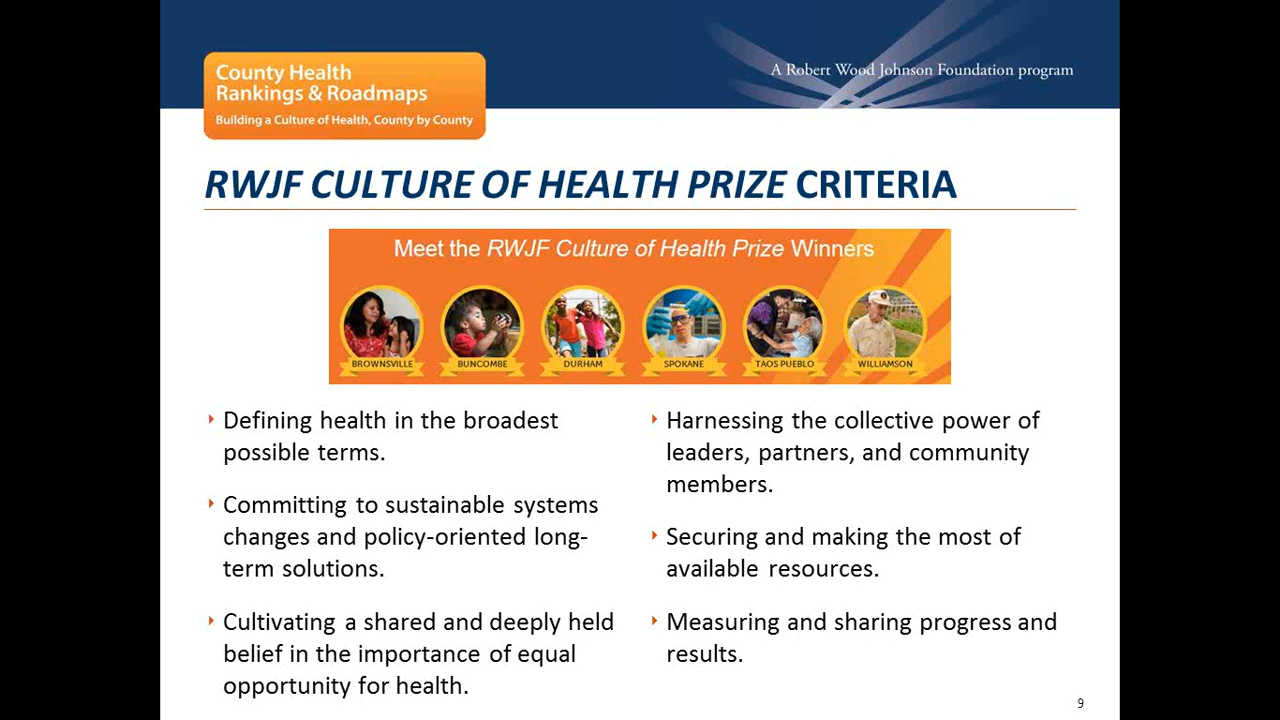 County Health
Rankings & Roadmaps
Building a Culture of Health, County by County
A Robert Wood Johnson Foundation program
RWJF CULTURE OF HEALTH PRIZE CRITERIA
Meet the RWJF Culture of Health Prize Winners
BROWNSVILLE
BUNCOMBE
DURHAM
SPOKANE
TAOS PUEBLO
WILLIAMSON
Defining health in the broadest
possible terms.
Committing to sustainable systems
changes and policy-oriented long-
term solutions.
Cultivating a shared and deeply held
belief in the importance of equal
opportunity for health.
Harnessing the collective power of
leaders, partners, and community
members.
Securing and making the most of
available resources.
Measuring and sharing progress and
results.
9